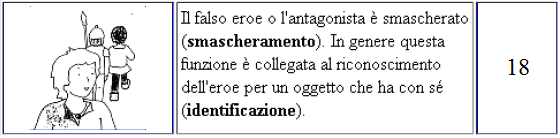 Il falso eroe o l'antagonista è smascherato
(smascheramento). In genere questa
funzione è collegata al riconoscimento
dell'eroe per un oggetto che ha con sé
(identificazione).
18